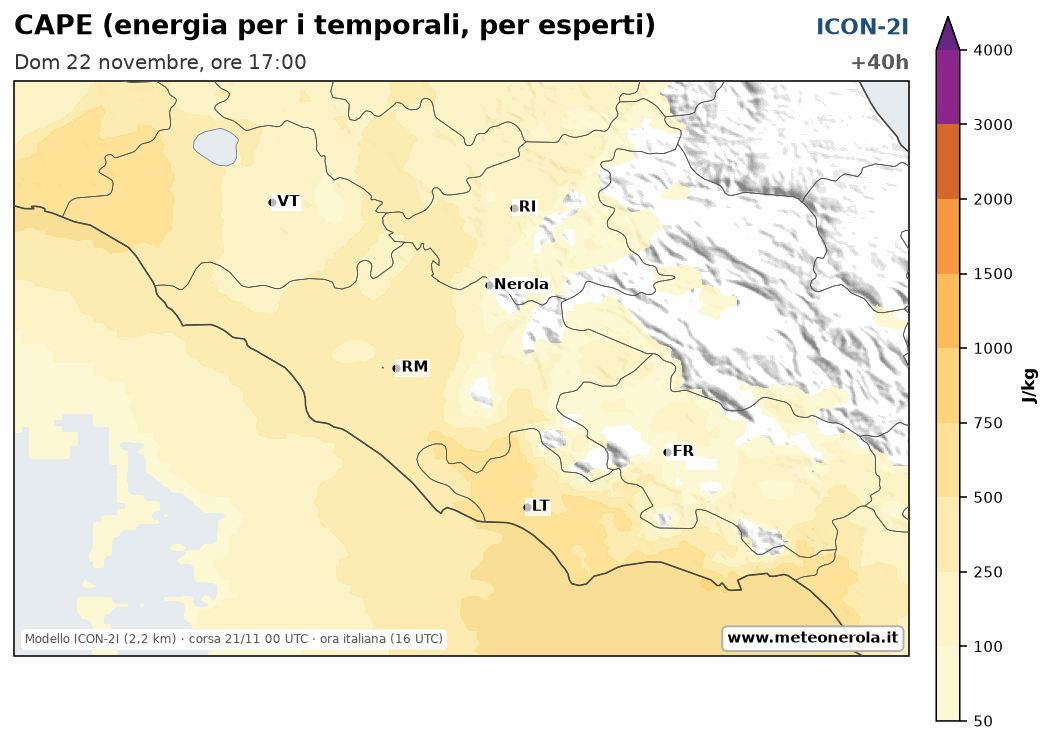 CAPE (energia per i temporali, per esperti)
ICON-2I
Dom 22 novembre, ore 17:00
+40h
4000
3000
2000
1500
1000
750
500
250
100
50
J/kg
VT
RI
Nerola
RM
FR
LT
Modello ICON-2I (2,2 km) · corsa 21/11 00 UTC · ora italiana (16 UTC)
www.meteonerola.it